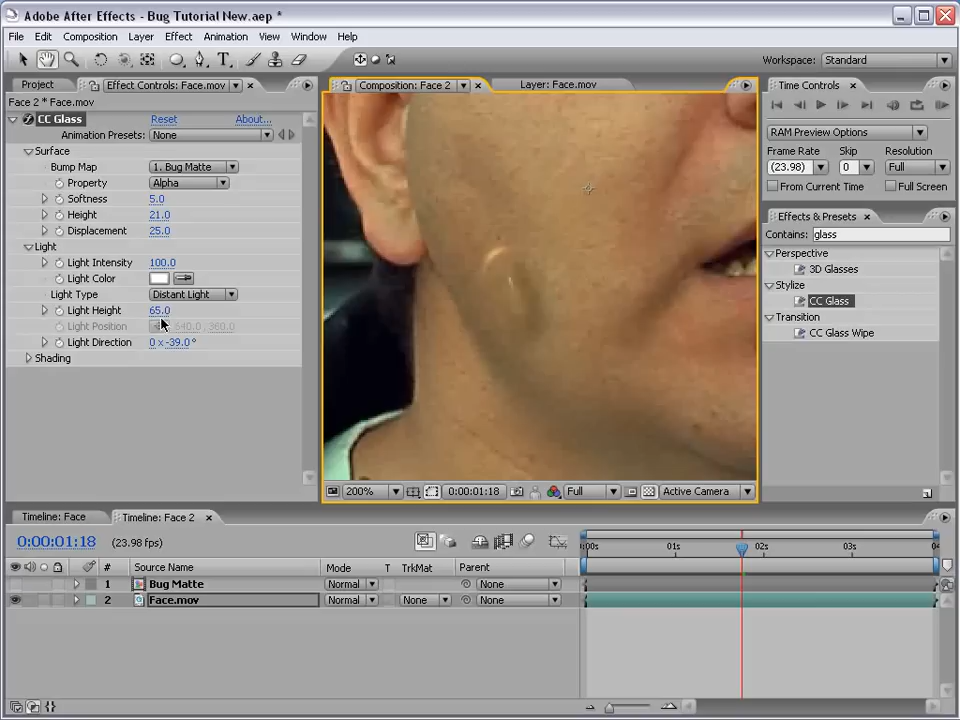 Adobe After Effects - Bug Tutorial New.aep *
File Edit Composition Layer Effect Animation View Window Help
Workspace: Standard
Project Effect Controls: Face.mov
Composition: Face 2 Layer: Face.mov
Time Controls
Face 2 * Face.mov
CC Glass Reset About...
Animation Presets: None
Surface
Bump Map 1. Bug Matte
Property Alpha
Softness 5.0
Height 21.0
Displacement 25.0
Light
Light Intensity 100.0
Light Color
Light Type Distant Light
Light Height 65.0
Light Position 640.0, 360.0
Light Direction 0 x -39.0°
Shading
RAM Preview Options
Frame Rate Skip Resolution
(23.98) 0 Full
From Current Time Full Screen
Effects & Presets
Contains: glass
Perspective
3D Glasses
Stylize
CC Glass
Transition
CC Glass Wipe
200% 0:00:01:18 Full Active Camera
Timeline: Face Timeline: Face 2
0:00:01:18 (23.98 fps)
:00s 01s 02s 03s 04
# Source Name Mode T TrkMat Parent
1 Bug Matte Normal None
2 Face.mov Normal None None